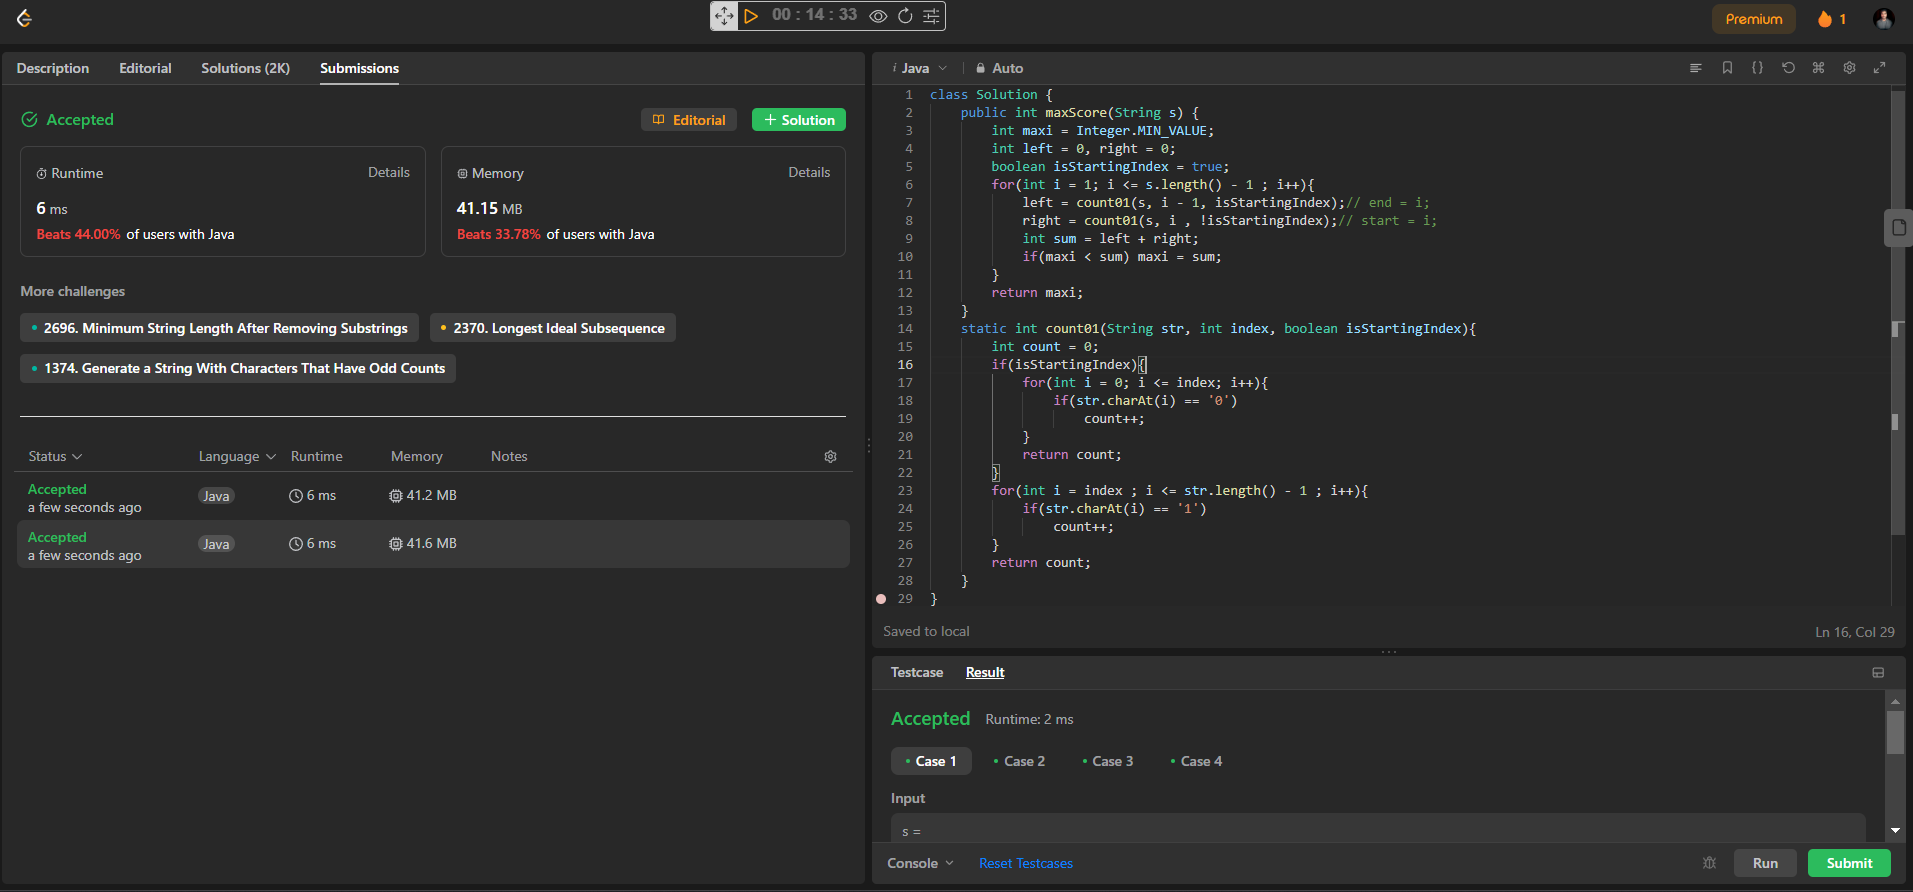 00 : 14 : 33
Premium
1
Description Editorial Solutions (2K) Submissions
Accepted
Editorial
+ Solution
Runtime Details
6 ms
Beats 44.00% of users with Java
Memory Details
41.15 MB
Beats 33.78% of users with Java
More challenges
2696. Minimum String Length After Removing Substrings
2370. Longest Ideal Subsequence
1374. Generate a String With Characters That Have Odd Counts
Status Language Runtime Memory Notes
Accepted
a few seconds ago
Java 6 ms 41.2 MB
Accepted
a few seconds ago
Java 6 ms 41.6 MB
i Java Auto
1 class Solution {
2 public int maxScore(String s) {
3 int maxi = Integer.MIN_VALUE;
4 int left = 0, right = 0;
5 boolean isStartingIndex = true;
6 for(int i = 1; i <= s.length() - 1 ; i++){
7 left = count01(s, i - 1, isStartingIndex);// end = i;
8 right = count01(s, i , !isStartingIndex);// start = i;
9 int sum = left + right;
10 if(maxi < sum) maxi = sum;
11 }
12 return maxi;
13 }
14 static int count01(String str, int index, boolean isStartingIndex){
15 int count = 0;
16 if(isStartingIndex){
17 for(int i = 0; i <= index; i++){
18 if(str.charAt(i) == '0')
19 count++;
20 }
21 return count;
22 }
23 for(int i = index ; i <= str.length() - 1 ; i++){
24 if(str.charAt(i) == '1')
25 count++;
26 }
27 return count;
28 }
29 }
Saved to local
Ln 16, Col 29
Testcase Result
Accepted Runtime: 2 ms
Case 1 Case 2 Case 3 Case 4
Input
s =
Console Reset Testcases Run Submit